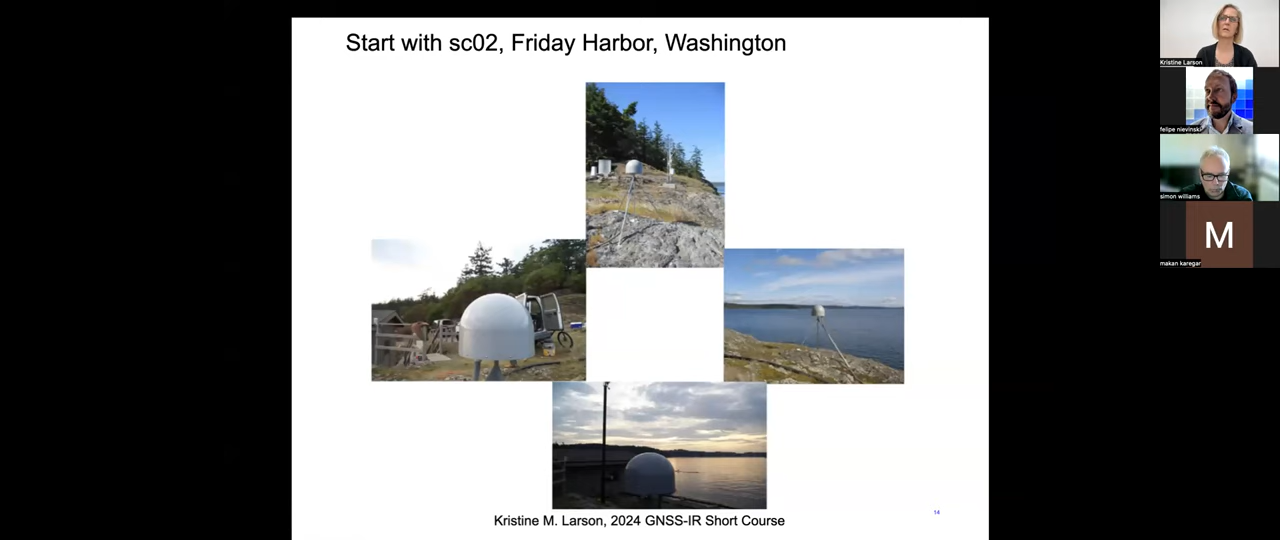 Start with sc02, Friday Harbor, Washington
Kristine M. Larson, 2024 GNSS-IR Short Course
14
Kristine Larson
felipe nievinski
simon williams
M
makan karegar